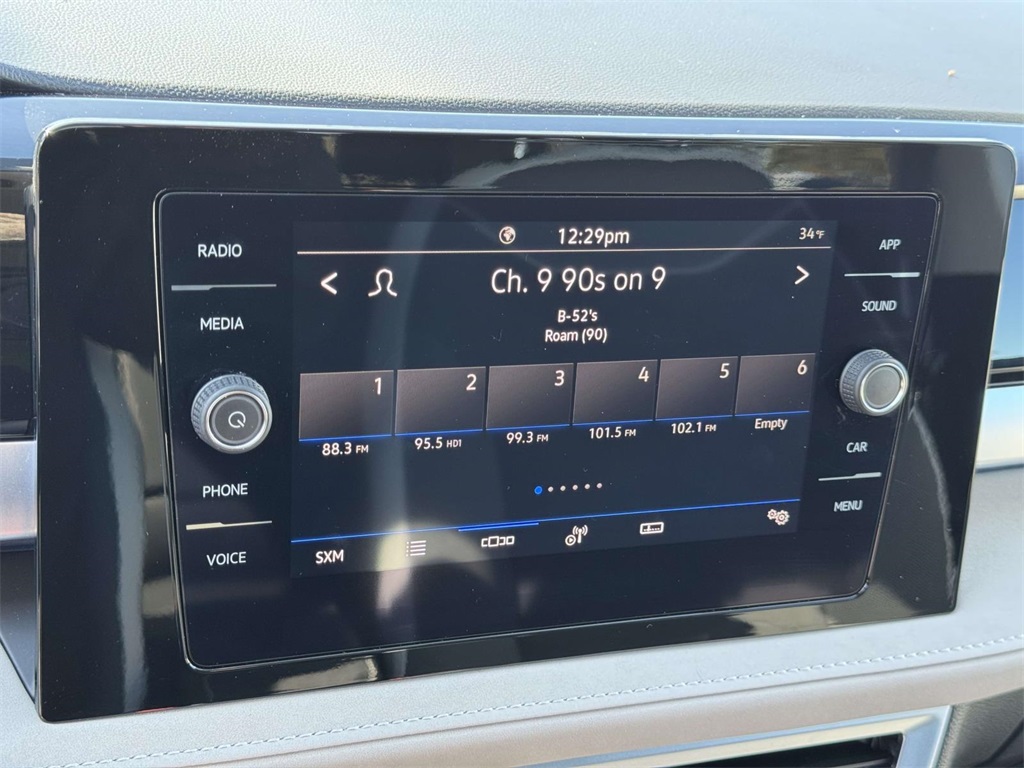 RADIO
MEDIA
PHONE
VOICE
12:29pm
34°F
< Ch. 9 90s on 9 >
B-52's
Roam (90)
1 2 3 4 5 6
88.3 FM 95.5 HD1 99.3 FM 101.5 FM 102.1 FM Empty
SXM
APP
SOUND
CAR
MENU